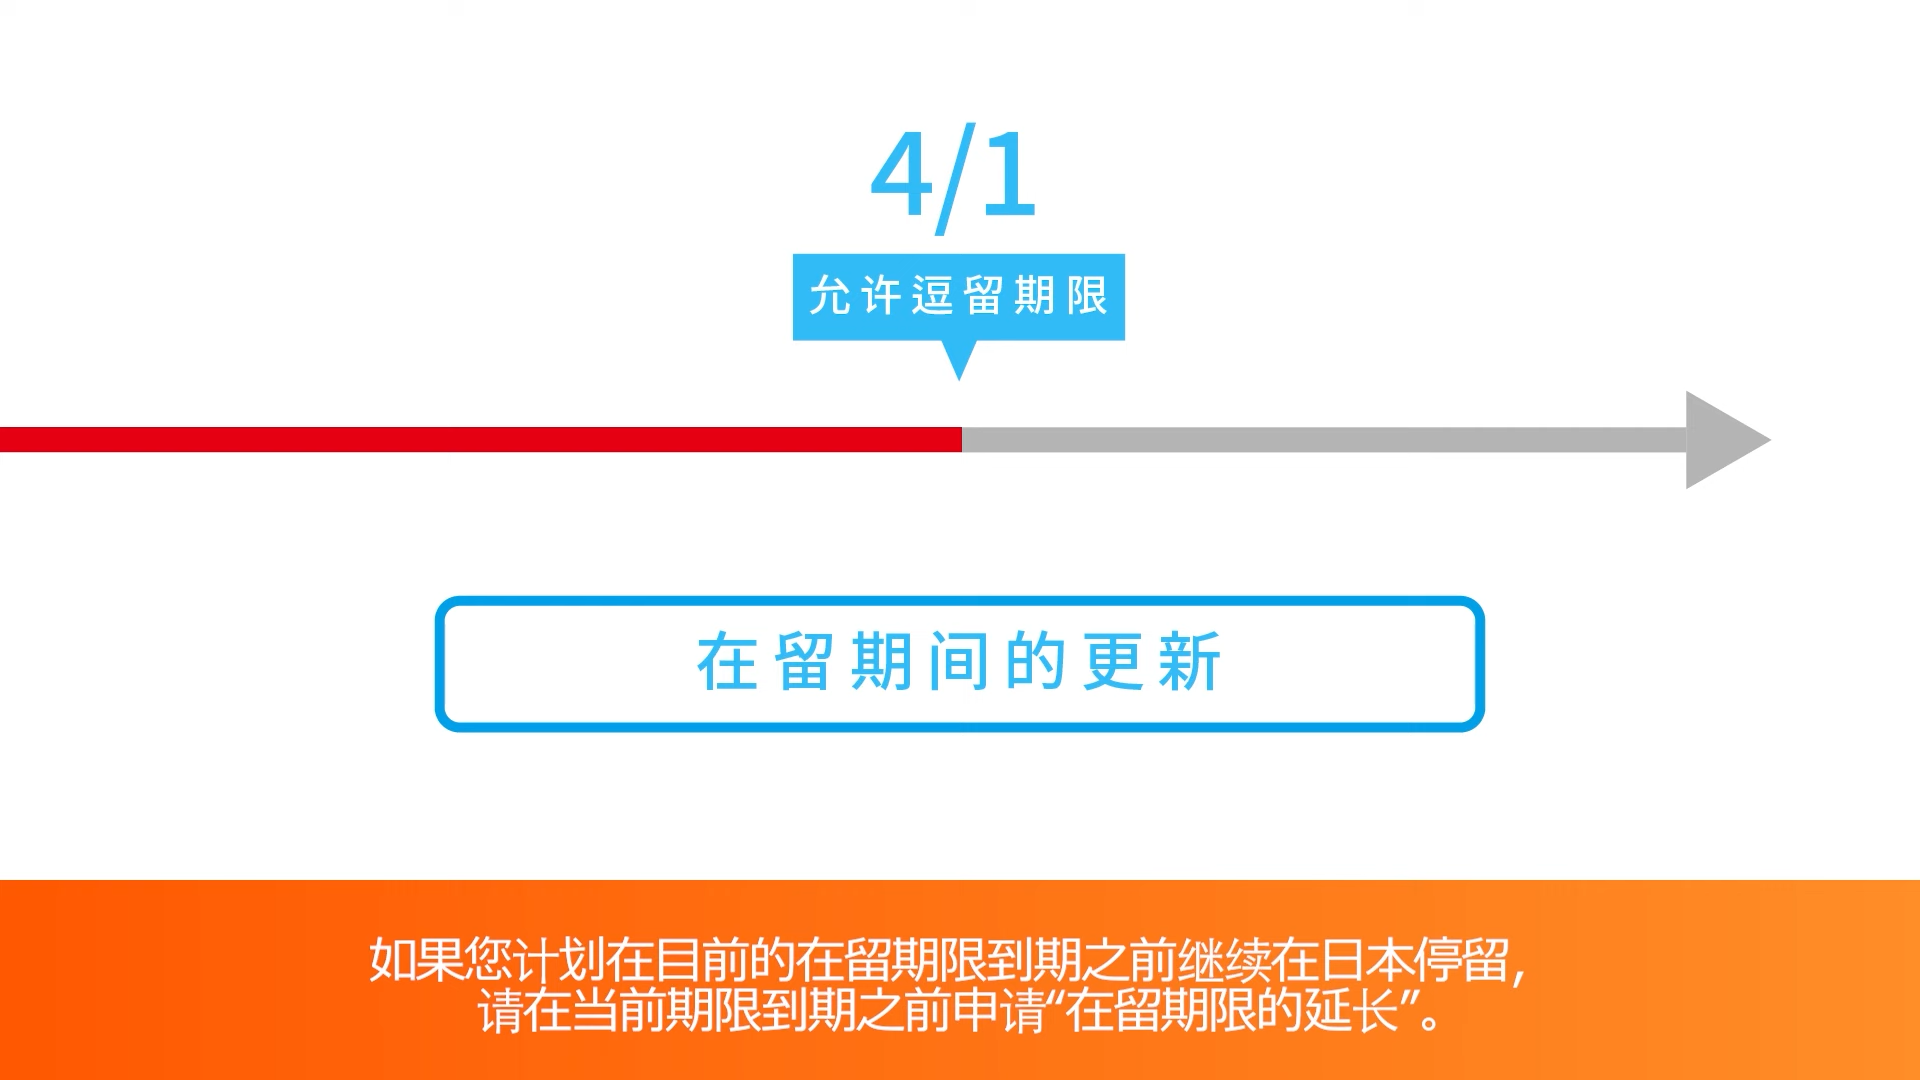 4/1
允许逗留期限
在留期间的更新
如果您计划在目前的在留期限到期之前继续在日本停留，
请在当前期限到期之前申请“在留期限的延长”。